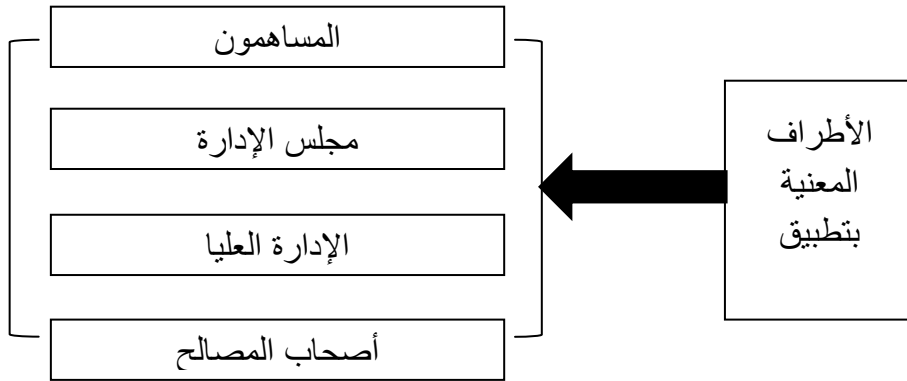 الأطراف
المعنية
بتطبيق
المساهمون
مجلس الإدارة
الإدارة العليا
أصحاب المصالح